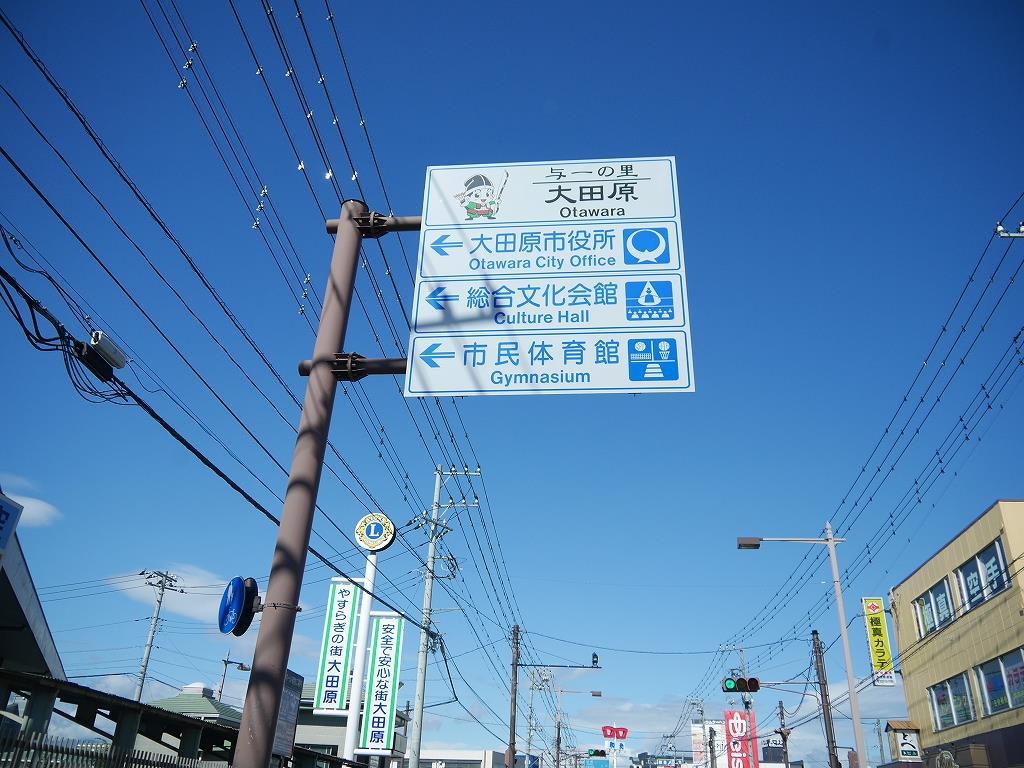 与一の里
大田原
Otawara
大田原市役所
Otawara City Office
総合文化会館
Culture Hall
市民体育館
Gymnasium
L
やすらぎの街大田原
安全で安心な街大田原
極真カラテ
空手